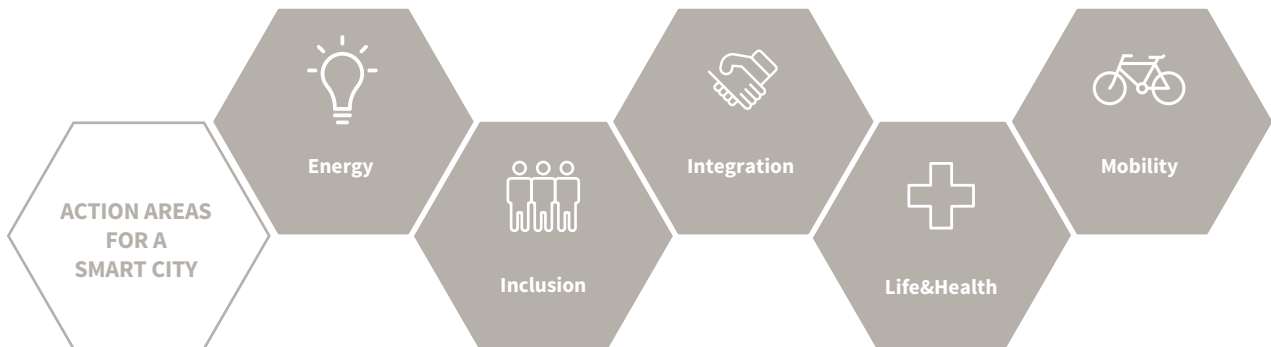 ACTION AREAS
FOR A
SMART CITY
Energy
Inclusion
Integration
Life&Health
Mobility